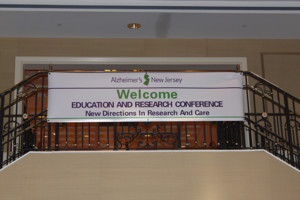 Alzheimer's New Jersey
Welcome
EDUCATION AND RESEARCH CONFERENCE
New Directions in Research And Care